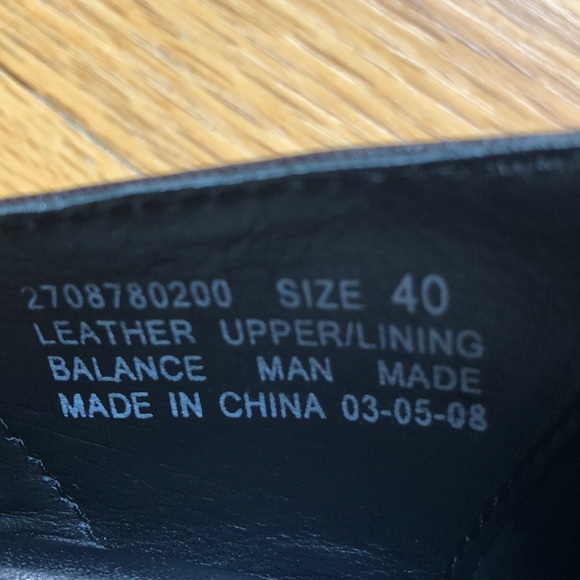 2708780200 SIZE 40
LEATHER UPPER/LINING
BALANCE MAN MADE
MADE IN CHINA 03-05-08